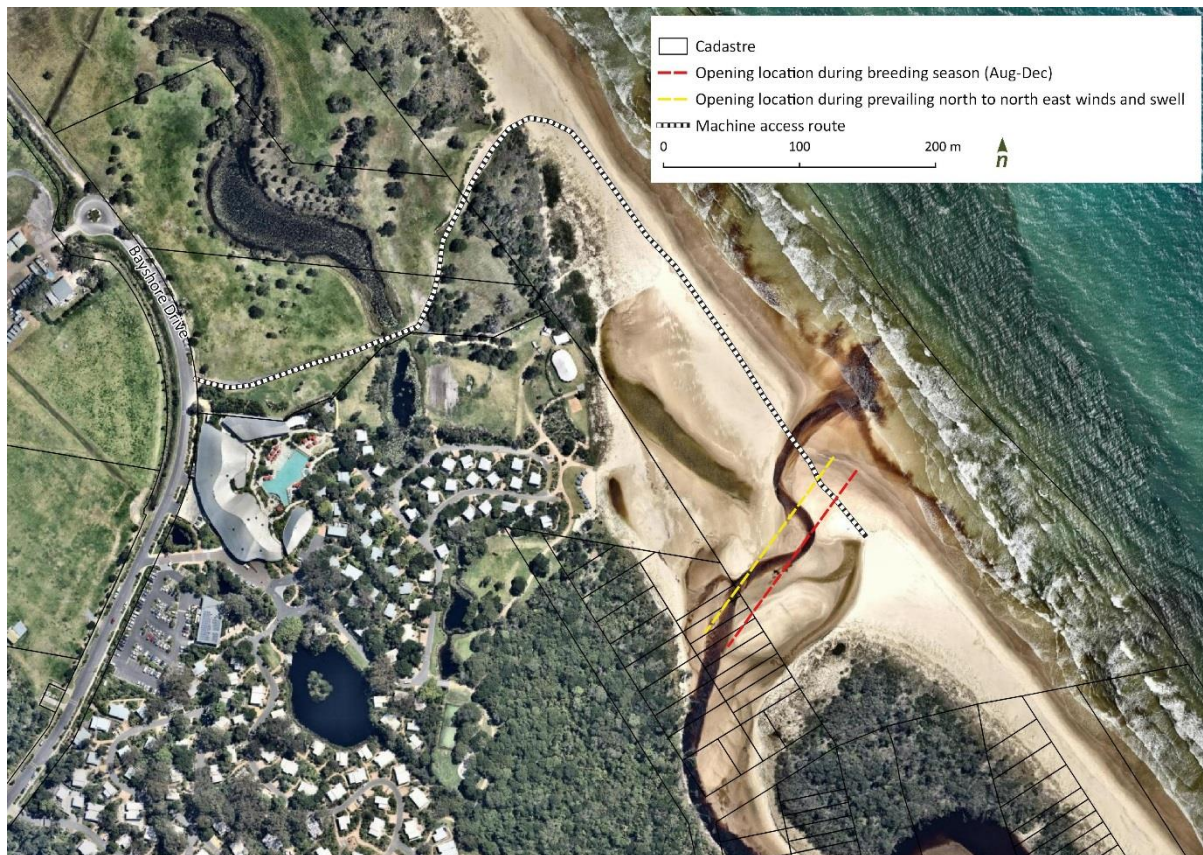 Cadastre
Opening location during breeding season (Aug-Dec)
Opening location during prevailing north to north east winds and swell
Machine access route
0 100 200 m
n
Bayshore Drive